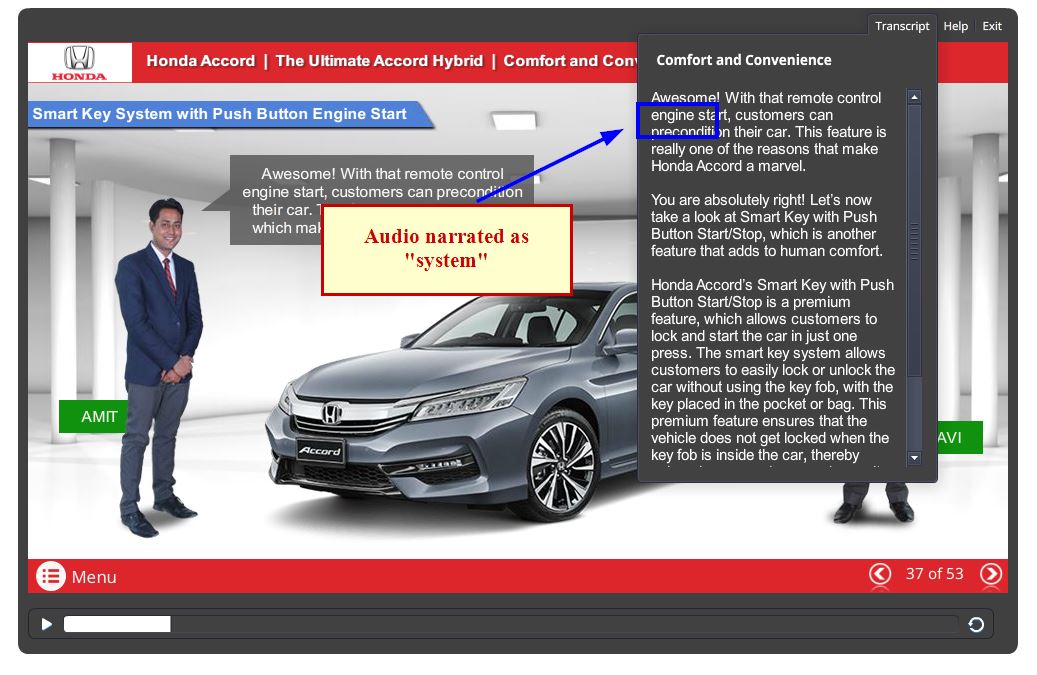 Transcript Help Exit
HONDA
Honda Accord | The Ultimate Accord Hybrid | Comfort and Conv
Comfort and Convenience
Smart Key System with Push Button Engine Start
Awesome! With that remote control
engine start, customers can precondition
their car. T
which mak
Audio narrated as
"system"
Awesome! With that remote control
engine start, customers can
precondition their car. This feature is
really one of the reasons that make
Honda Accord a marvel.
You are absolutely right! Let’s now
take a look at Smart Key with Push
Button Start/Stop, which is another
feature that adds to human comfort.
Honda Accord’s Smart Key with Push
Button Start/Stop is a premium
feature, which allows customers to
lock and start the car in just one
press. The smart key system allows
customers to easily lock or unlock the
car without using the key fob, with the
key placed in the pocket or bag. This
premium feature ensures that the
vehicle does not get locked when the
key fob is inside the car, thereby
AMIT
AVI
Accord
Menu
37 of 53